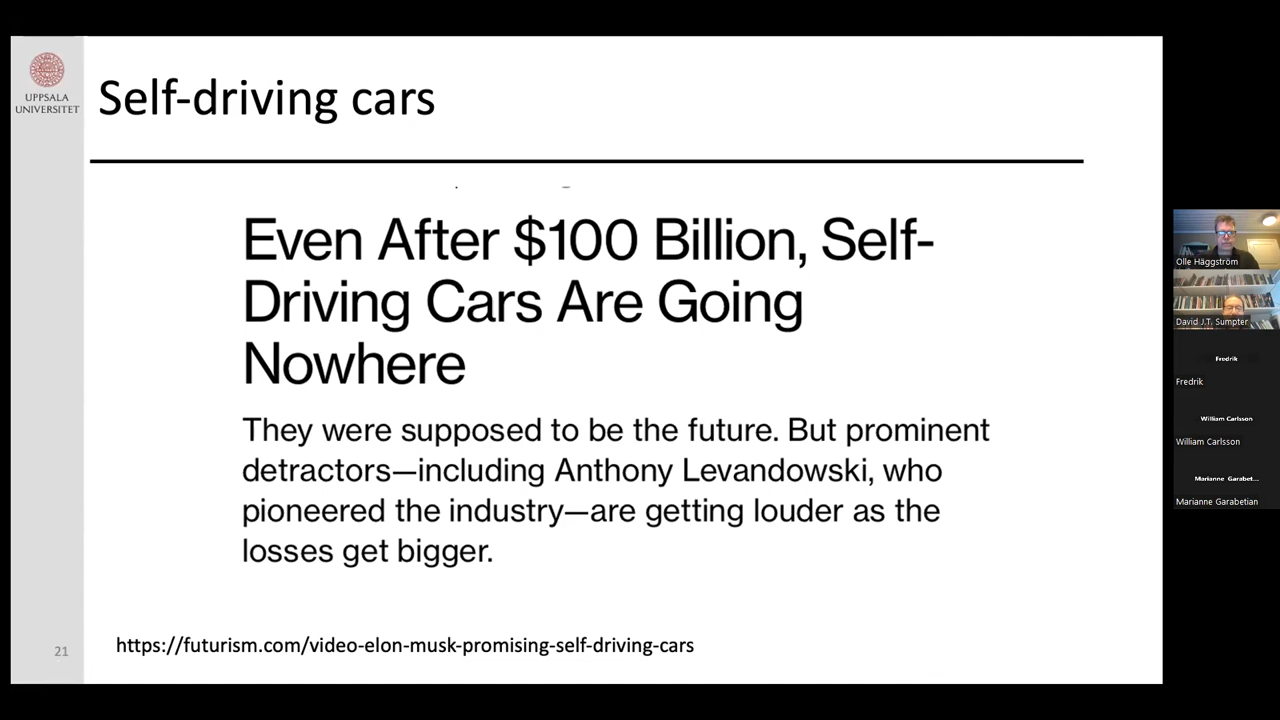 UPPSALA
UNIVERSITET
Self-driving cars
Even After $100 Billion, Self-
Driving Cars Are Going
Nowhere
They were supposed to be the future. But prominent
detractors—including Anthony Levandowski, who
pioneered the industry—are getting louder as the
losses get bigger.
21
https://futurism.com/video-elon-musk-promising-self-driving-cars
Olle Häggström
David J.T. Sumpter
Fredrik
Fredrik
William Carlsson
William Carlsson
Marianne Garabet...
Marianne Garabetian